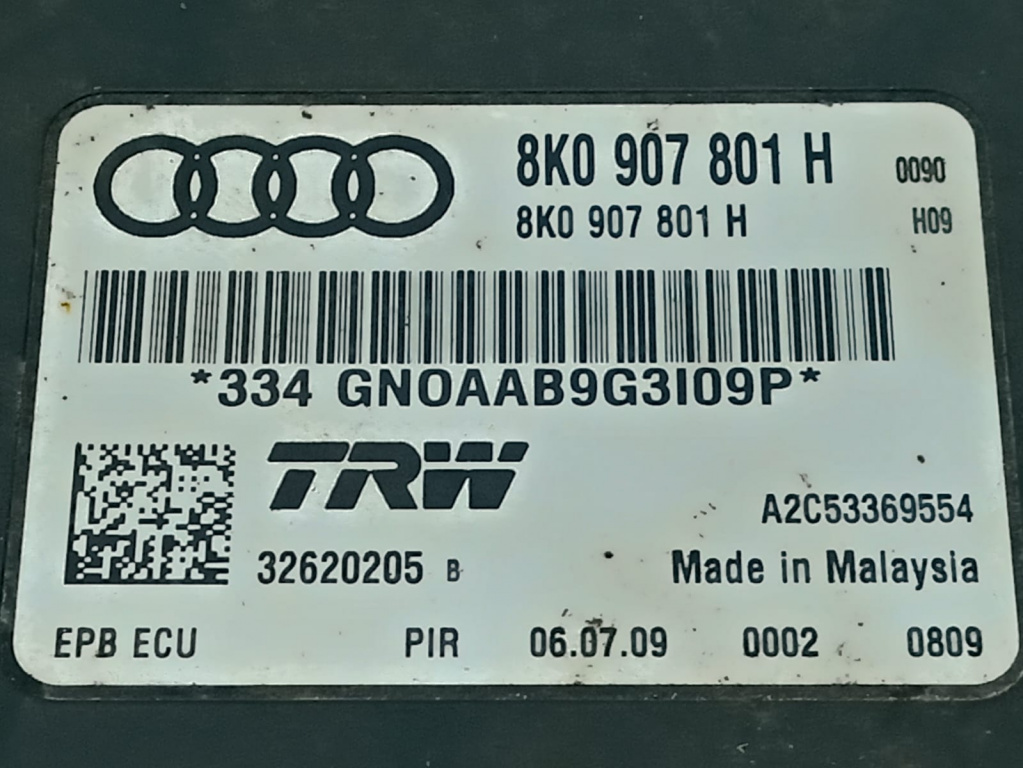 8K0 907 801 H 0090
8K0 907 801 H H09
*334 GN0AAB9G3I09P*
TRW
A2C53369554
32620205 B Made in Malaysia
EPB ECU PIR 06.07.09 0002 0809